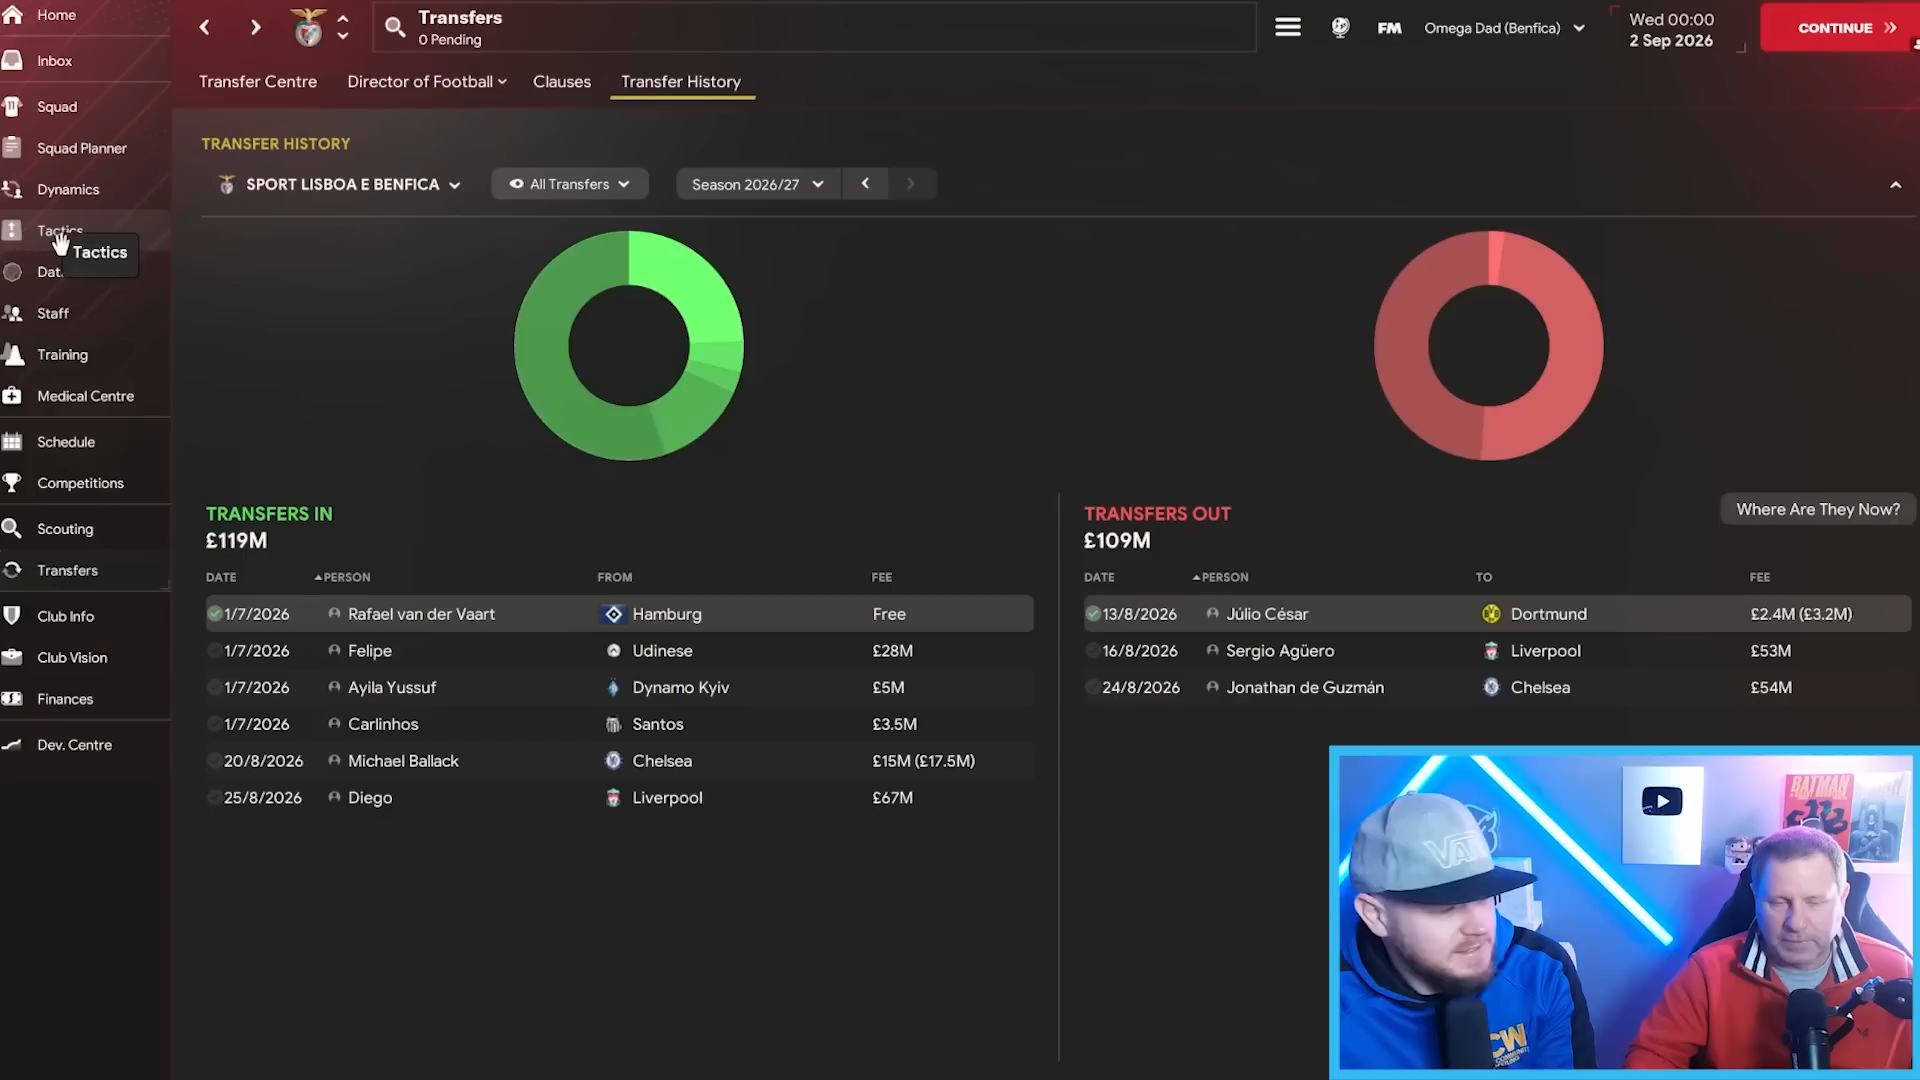 Home
Inbox
Squad
Squad Planner
Dynamics
Tactics
Tactics
Dat
Staff
Training
Medical Centre
Schedule
Competitions
Scouting
Transfers
Club Info
Club Vision
Finances
Dev. Centre
Transfers
0 Pending
FM
Omega Dad (Benfica)
Wed 00:00
2 Sep 2026
CONTINUE
Transfer Centre Director of Football Clauses Transfer History
TRANSFER HISTORY
SPORT LISBOA E BENFICA All Transfers Season 2026/27
TRANSFERS IN
£119M
DATE PERSON FROM FEE
1/7/2026 Rafael van der Vaart Hamburg Free
1/7/2026 Felipe Udinese £28M
1/7/2026 Ayila Yussuf Dynamo Kyiv £5M
1/7/2026 Carlinhos Santos £3.5M
20/8/2026 Michael Ballack Chelsea £15M (£17.5M)
25/8/2026 Diego Liverpool £67M
TRANSFERS OUT
£109M
Where Are They Now?
DATE PERSON TO FEE
13/8/2026 Júlio César Dortmund £2.4M (£3.2M)
16/8/2026 Sergio Agüero Liverpool £53M
24/8/2026 Jonathan de Guzmán Chelsea £54M
BATMAN
VANS
CW